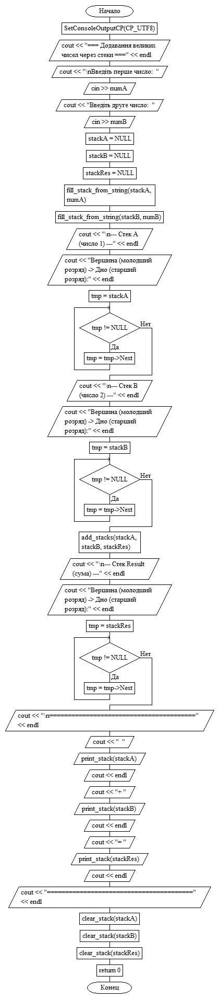 Начало
SetConsoleOutputCP(CP_UTF8)
cout << "=== Додавання великих
чисел через стеки ===" << endl
cout << "\nВведіть перше число:  "
cin >> numA
cout << "Введіть друге число:  "
cin >> numB
stackA = NULL
stackB = NULL
stackRes = NULL
fill_stack_from_string(stackA,
numA)
fill_stack_from_string(stackB, numB)
cout << "\n--- Стек A
(число 1) ---" << endl
cout << "Вершина (молодший
розряд) -> Дно (старший
розряд):" << endl
tmp = stackA
tmp != NULL
Нет
Да
tmp = tmp->Next
cout << "\n--- Стек B
(число 2) ---" << endl
cout << "Вершина (молодший
розряд) -> Дно (старший
розряд):" << endl
tmp = stackB
tmp != NULL
Нет
Да
tmp = tmp->Next
add_stacks(stackA,
stackB, stackRes)
cout << "\n--- Стек Result
(сума) ---" << endl
cout << "Вершина (молодший
розряд) -> Дно (старший
розряд):" << endl
tmp = stackRes
tmp != NULL
Нет
Да
tmp = tmp->Next
cout << "\n========================================"
<< endl
cout << "  "
print_stack(stackA)
cout << endl
cout << "+ "
print_stack(stackB)
cout << endl
cout << "= "
print_stack(stackRes)
cout << endl
cout << "========================================"
<< endl
clear_stack(stackA)
clear_stack(stackB)
clear_stack(stackRes)
return 0
Конец